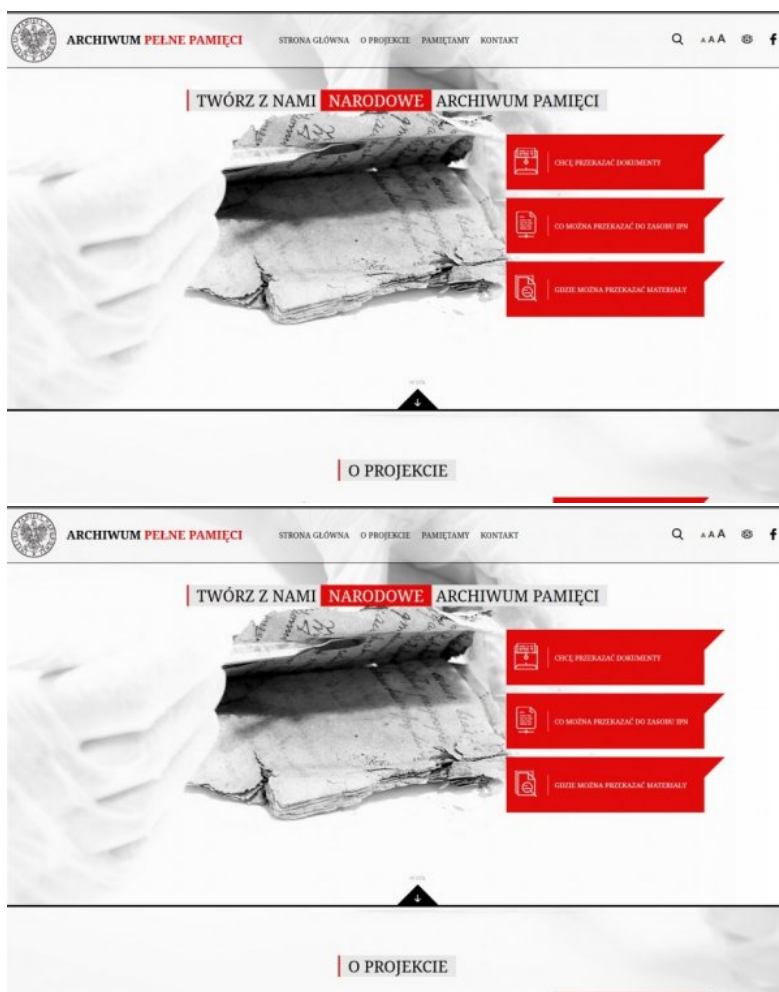 ARCHIWUM PEŁNE PAMIĘCI
STRONA GŁÓWNA O PROJEKCIE PAMIĘTAMY KONTAKT
A A A
f
TWÓRZ Z NAMI NARODOWE ARCHIWUM PAMIĘCI
CHCĘ PRZEKAZAĆ DOKUMENTY
CO MOŻNA PRZEKAZAĆ DO ZASOBU IPN
GDZIE MOŻNA PRZEKAZAĆ MATERIAŁY
O PROJEKCIE
ARCHIWUM PEŁNE PAMIĘCI
STRONA GŁÓWNA O PROJEKCIE PAMIĘTAMY KONTAKT
A A A
f
TWÓRZ Z NAMI NARODOWE ARCHIWUM PAMIĘCI
CHCĘ PRZEKAZAĆ DOKUMENTY
CO MOŻNA PRZEKAZAĆ DO ZASOBU IPN
GDZIE MOŻNA PRZEKAZAĆ MATERIAŁY
O PROJEKCIE